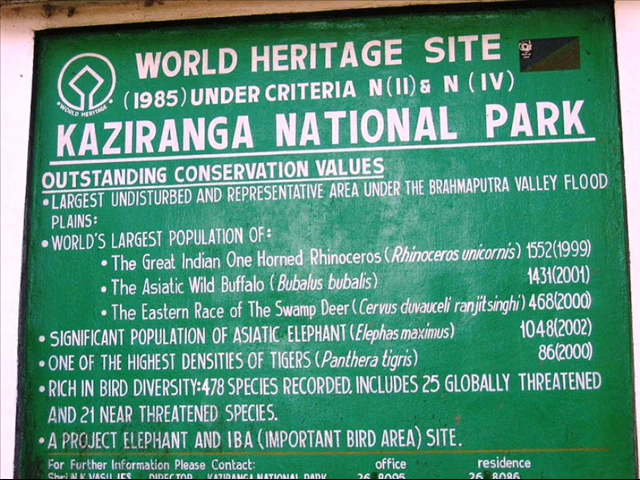 WORLD HERITAGE SITE
(1985) UNDER CRITERIA N(II) & N (IV)
WORLD HERITAGE
KAZIRANGA NATIONAL PARK
OUTSTANDING CONSERVATION VALUES
• LARGEST UNDISTURBED AND REPRESENTATIVE AREA UNDER THE BRAHMAPUTRA VALLEY FLOOD
PLAINS:
• WORLD'S LARGEST POPULATION OF:
• The Great Indian One Horned Rhinoceros (Rhinoceros unicornis) 1552(1999)
• The Asiatic Wild Buffalo (Bubalus bubalis) 1431(2001)
• The Eastern Race of The Swamp Deer (Cervus duvauceli ranjitsinghi) 468(2000)
• SIGNIFICANT POPULATION OF ASIATIC ELEPHANT (Elephas maximus) 1048(2002)
• ONE OF THE HIGHEST DENSITIES OF TIGERS (Panthera tigris) 86(2000)
• RICH IN BIRD DIVERSITY:478 SPECIES RECORDED, INCLUDES 25 GLOBALLY THREATENED
AND 21 NEAR THREATENED SPECIES.
• A PROJECT ELEPHANT AND IBA (IMPORTANT BIRD AREA) SITE.
For Further Information Please Contact: office residence
Shri N.K. DIRECTOR KAZIRANGA NATIONAL PARK 26 8095 26 8086